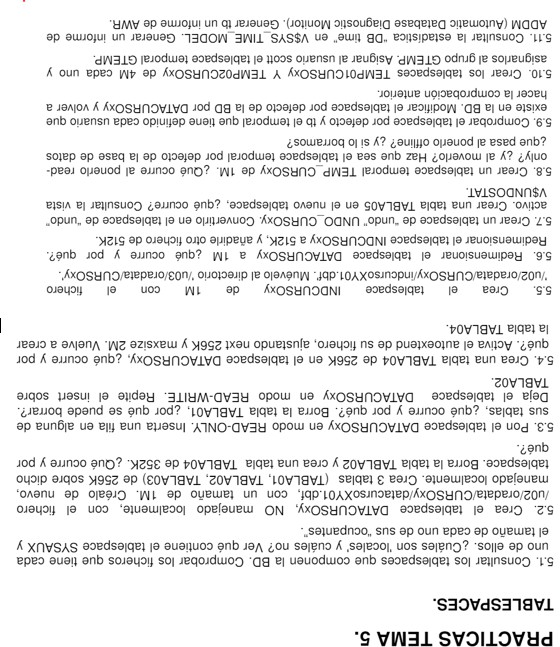 PRACTICAS TEMA 5.
TABLESPACES.
5.1. Consultar los tablespaces que componen la BD. Comprobar los ficheros que tiene cada
uno de ellos. ¿Cuáles son 'locales' y cuáles no? Ver qué contiene el tablespace SYSAUX y
el tamaño de cada uno de sus "ocupantes".
5.2. Crea el tablespace DATACURSOxy, NO manejado localmente, con el fichero
/u02/oradata/CURSOxy/datacursoXY01.dbf, con un tamaño de 1M. Créalo de nuevo,
manejado localmente. Crea 3 tablas (TABLA01, TABLA02, TABLA03) de 256K sobre dicho
tablespace. Borra la tabla TABLA02 y crea una tabla TABLA04 de 352K. ¿Qué ocurre y por
qué?.
5.3. Pon el tablespace DATACURSOxy en modo READ-ONLY. Inserta una fila en alguna de
sus tablas, ¿qué ocurre y por qué?. Borra la tabla TABLA01, ¿por qué se puede borrar?.
Deja el tablespace DATACURSOxy en modo READ-WRITE. Repite el insert sobre
TABLA02.
5.4. Crea una tabla TABLA04 de 256K en el tablespace DATACURSOxy, ¿qué ocurre y por
qué?. Activa el autoextend de su fichero, ajustando next 256K y maxsize 2M. Vuelve a crear
la tabla TABLA04.
5.5. Crea el tablespace INDCURSOxy de 1M con el fichero
'/u02/oradata/CURSOxy/indcursoXY01.dbf'. Muévelo al directorio '/u03/oradata/CURSOxy'.
5.6. Redimensionar el tablespace DATACURSOxy a 1M ¿qué ocurre y por qué?.
Redimensionar el tablespace INDCURSOxy a 512K, y añadirle otro fichero de 512K.
5.7. Crear un tablespace de "undo" UNDO_CURSOxy. Convertirlo en el tablespace de "undo"
activo. Crear una tabla TABLA05 en el nuevo tablespace, ¿qué ocurre? Consultar la vista
V$UNDOSTAT.
5.8. Crear un tablespace temporal TEMP_CURSOxy de 1M. ¿Qué ocurre al ponerlo read-
only? ¿y al moverlo? Haz que sea el tablespace temporal por defecto de la base de datos
¿que pasa al ponerlo offline? ¿y si lo borramos?
5.9. Comprobar el tablespace por defecto y tb el temporal que tiene definido cada usuario que
existe en la BD. Modificar el tablespace por defecto de la BD por DATACURSOxy y volver a
hacer la comprobación anterior.
5.10. Crear los tablespaces TEMP01CURSOxy Y TEMP02CURSOxy de 4M cada uno y
asignarlos al grupo GTEMP. Asignar al usuario scott el tablespace temporal GTEMP.
5.11. Consultar la estadística "DB time" en V$SYS_TIME_MODEL. Generar un informe de
ADDM (Automatic Database Diagnostic Monitor). Generar tb un informe de AWR.